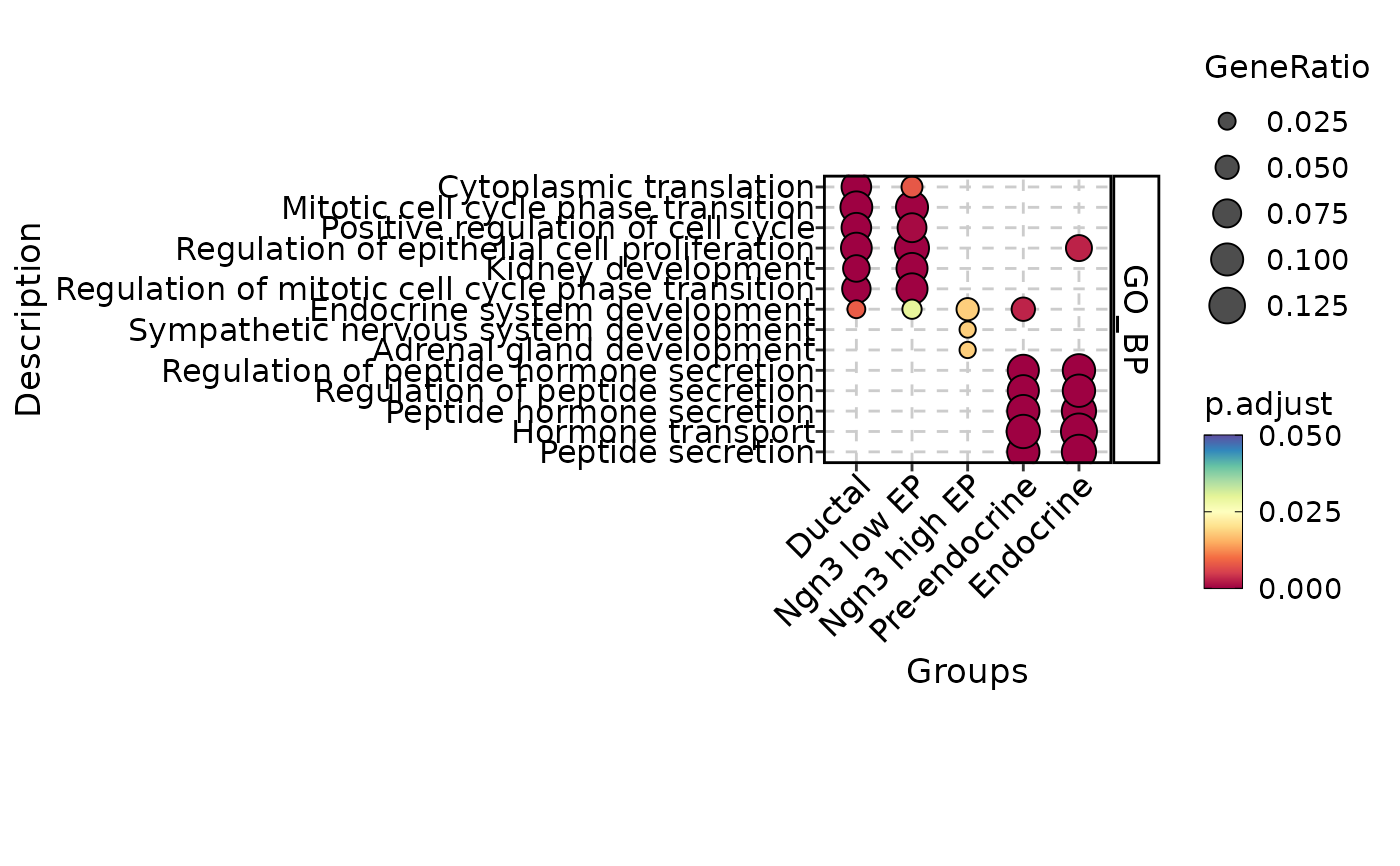 Description
Cytoplasmic translation
Mitotic cell cycle phase transition
Positive regulation of cell cycle
Regulation of epithelial cell proliferation
Kidney development
Regulation of mitotic cell cycle phase transition
Endocrine system development
Sympathetic nervous system development
Adrenal gland development
Regulation of peptide hormone secretion
Regulation of peptide secretion
Peptide hormone secretion
Hormone transport
Peptide secretion
GO_BP
Ductal
Ngn3 low EP
Ngn3 high EP
Pre-endocrine
Endocrine
Groups
GeneRatio
0.025
0.050
0.075
0.100
0.125
p.adjust
0.050
0.025
0.000